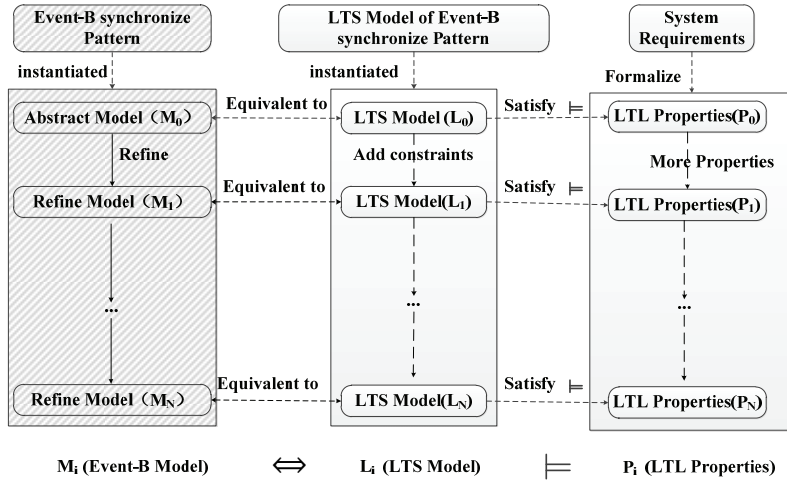 Event-B synchronize
Pattern
LTS Model of Event-B
synchronize Pattern
System
Requirements
instantiated
instantiated
Formalize
Abstract Model（M0）
Equivalent to
LTS Model (L0)
Satisfy ⊨
LTL Properties(P0)
Refine
Add constraints
More Properties
Refine Model（M1）
Equivalent to
LTS Model(L1)
Satisfy ⊨
LTL Properties(P1)
...
...
...
Refine Model（MN）
Equivalent to
LTS Model(LN)
Satisfy ⊨
LTL Properties(PN)
Mi (Event-B Model) ⇔ Li (LTS Model) ⊨ Pi (LTL Properties)